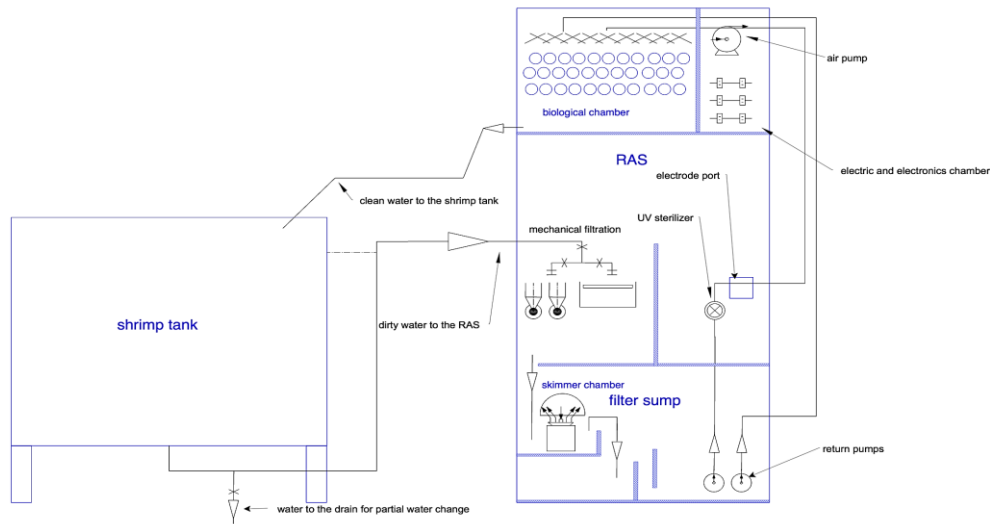 air pump
biological chamber
RAS
electric and electronics chamber
electrode port
clean water to the shrimp tank
UV sterilizer
mechanical filtration
shrimp tank
dirty water to the RAS
skimmer chamber
filter sump
return pumps
water to the drain for partial water change